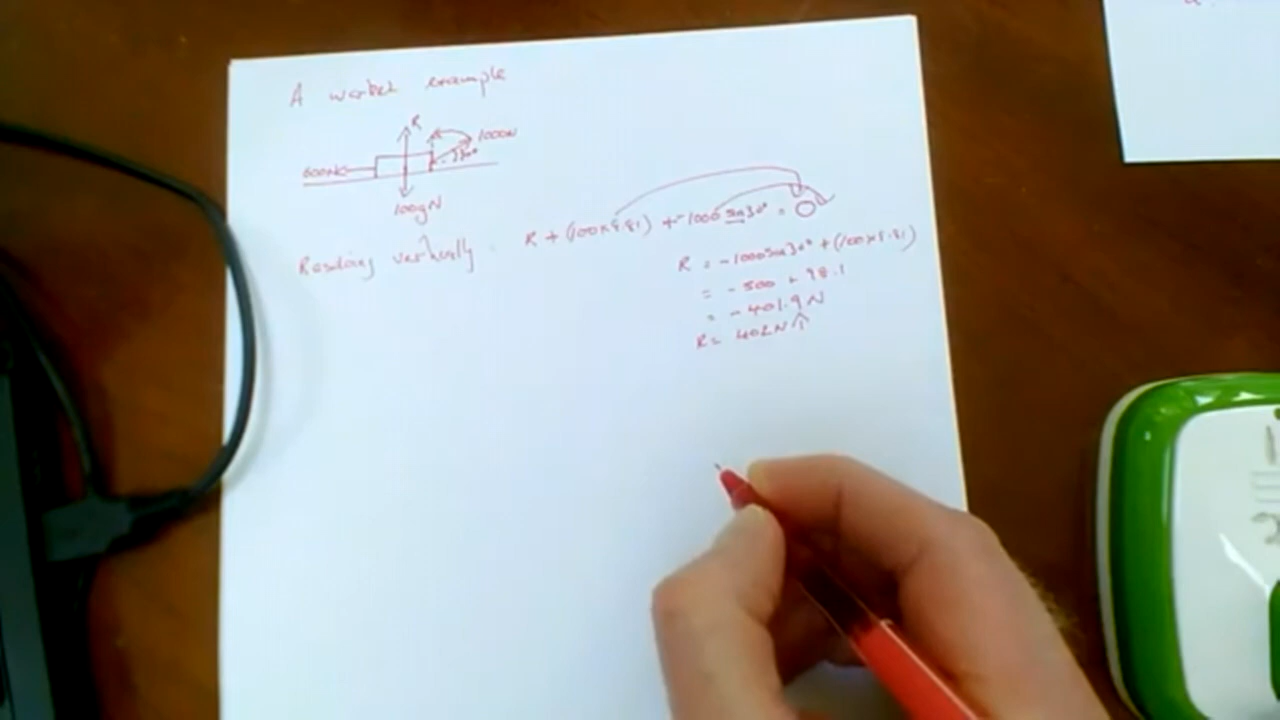 A worked example
R
1000N
600N
30°
100gN
Resolving vertically
R + (100×9.81) + -1000 sin30° = 0
R = -1000sin30° + (100×9.81)
= -500 + 98.1
= -401.9N
R = 402N↑